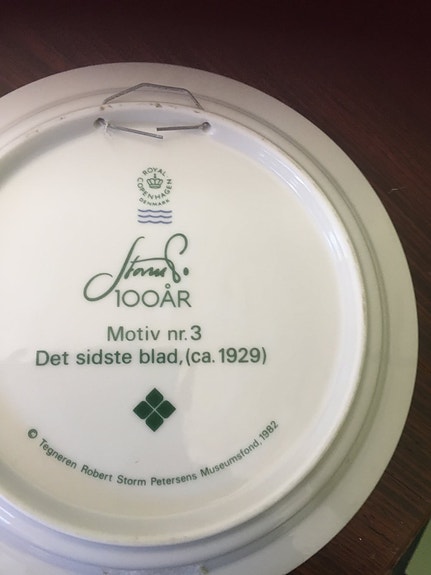 ROYAL
COPENHAGEN
DENMARK
Storm P.
100ÅR
Motiv nr.3
Det sidste blad,(ca.1929)
© Tegneren Robert Storm Petersens Museumsfond,1982